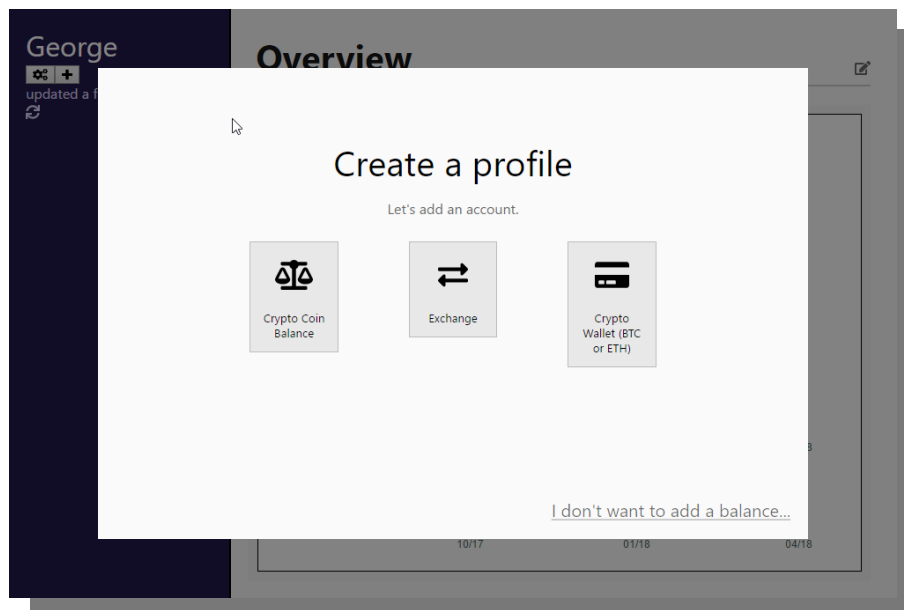 George
Overview
updated a f
Create a profile
Let's add an account.
Crypto Coin
Balance
Exchange
Crypto
Wallet (BTC
or ETH)
I don't want to add a balance...
10/17
01/18
04/18